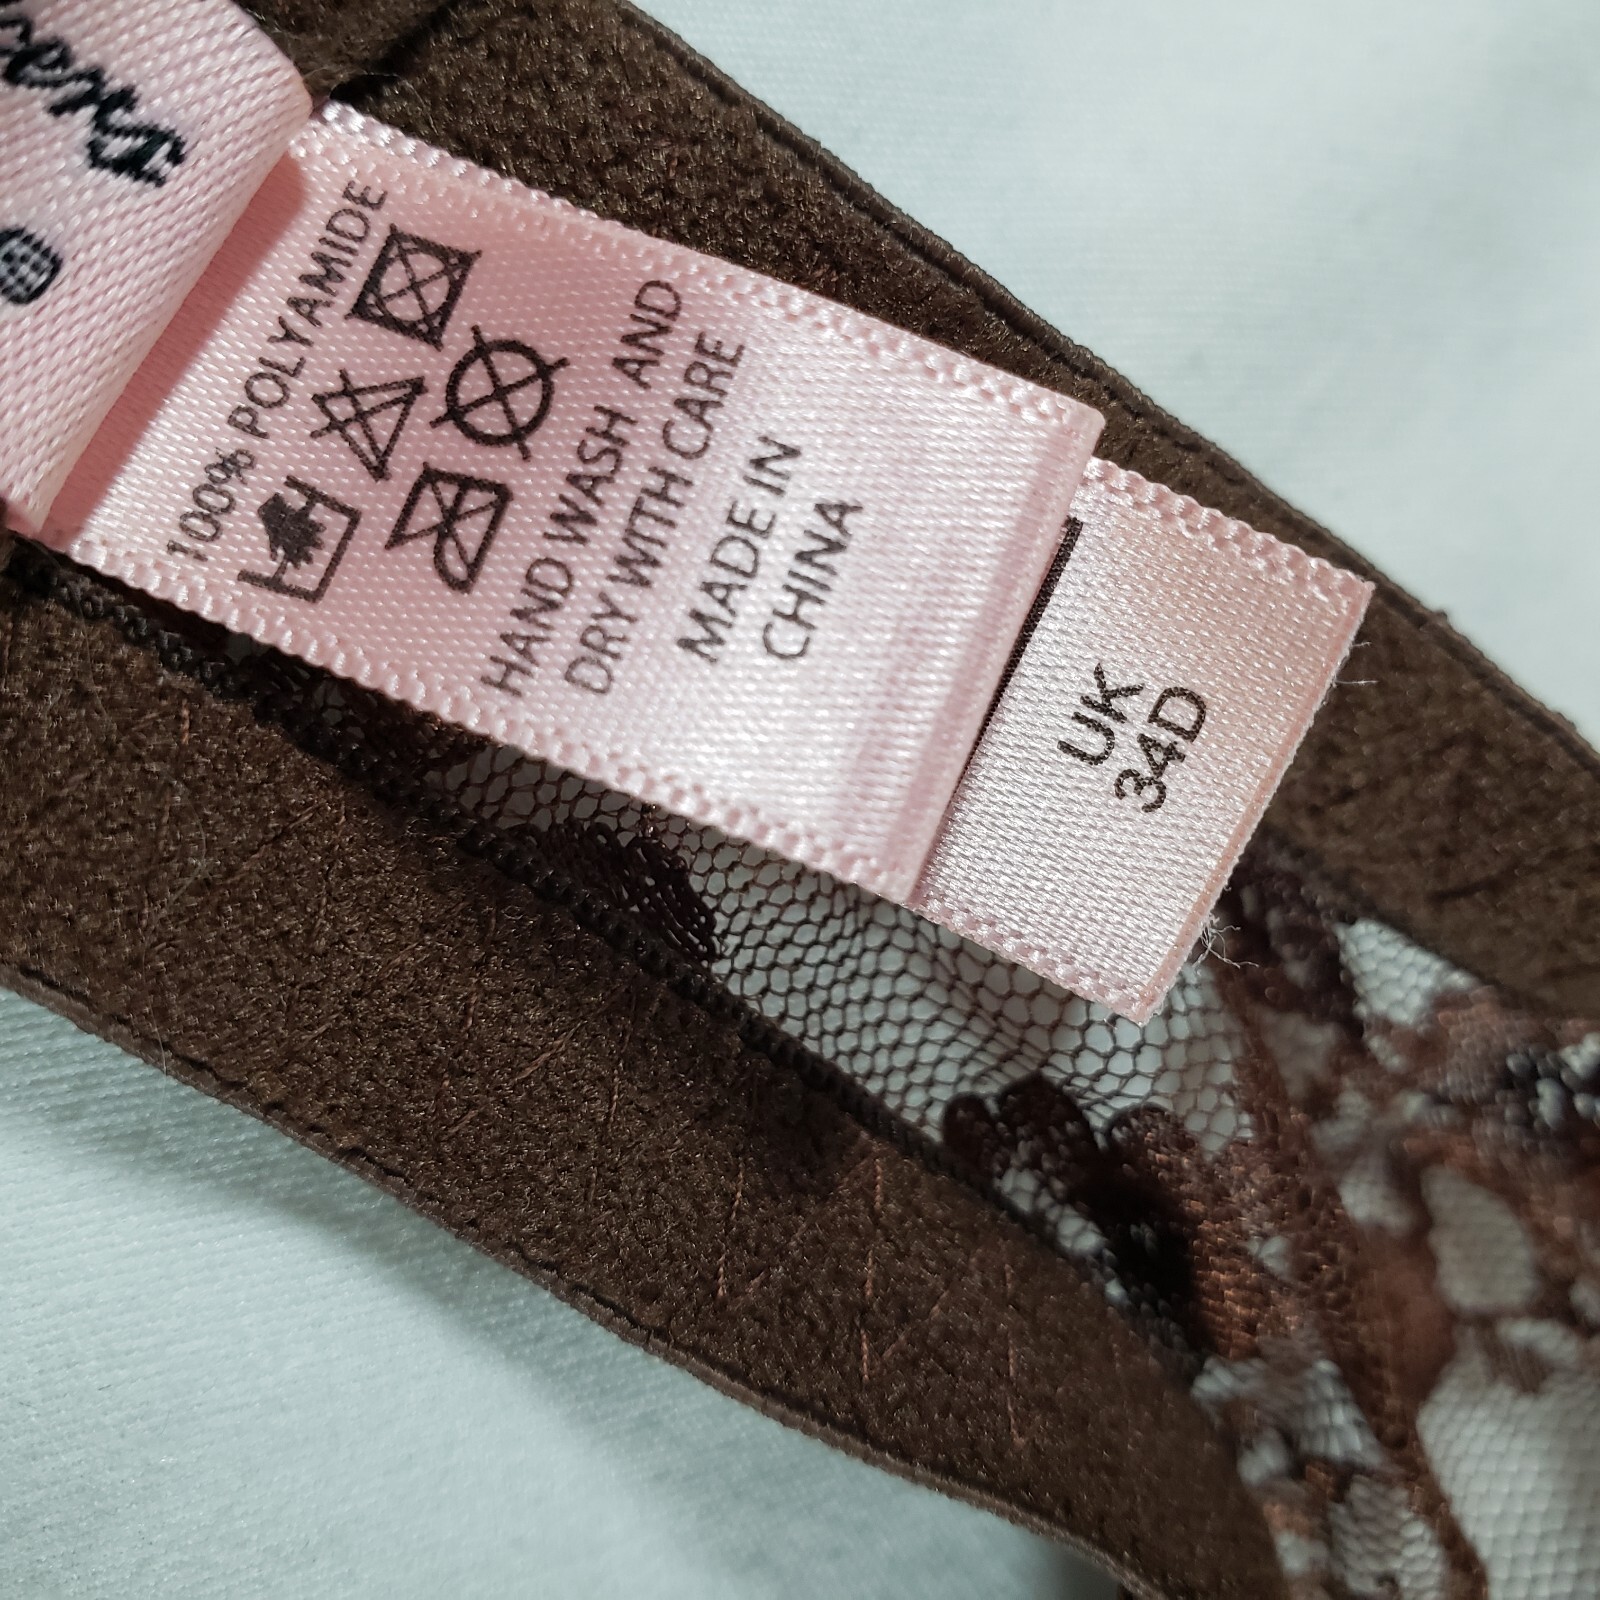 100% POLYAMIDE
HAND WASH AND
DRY WITH CARE
MADE IN
CHINA
UK
34D